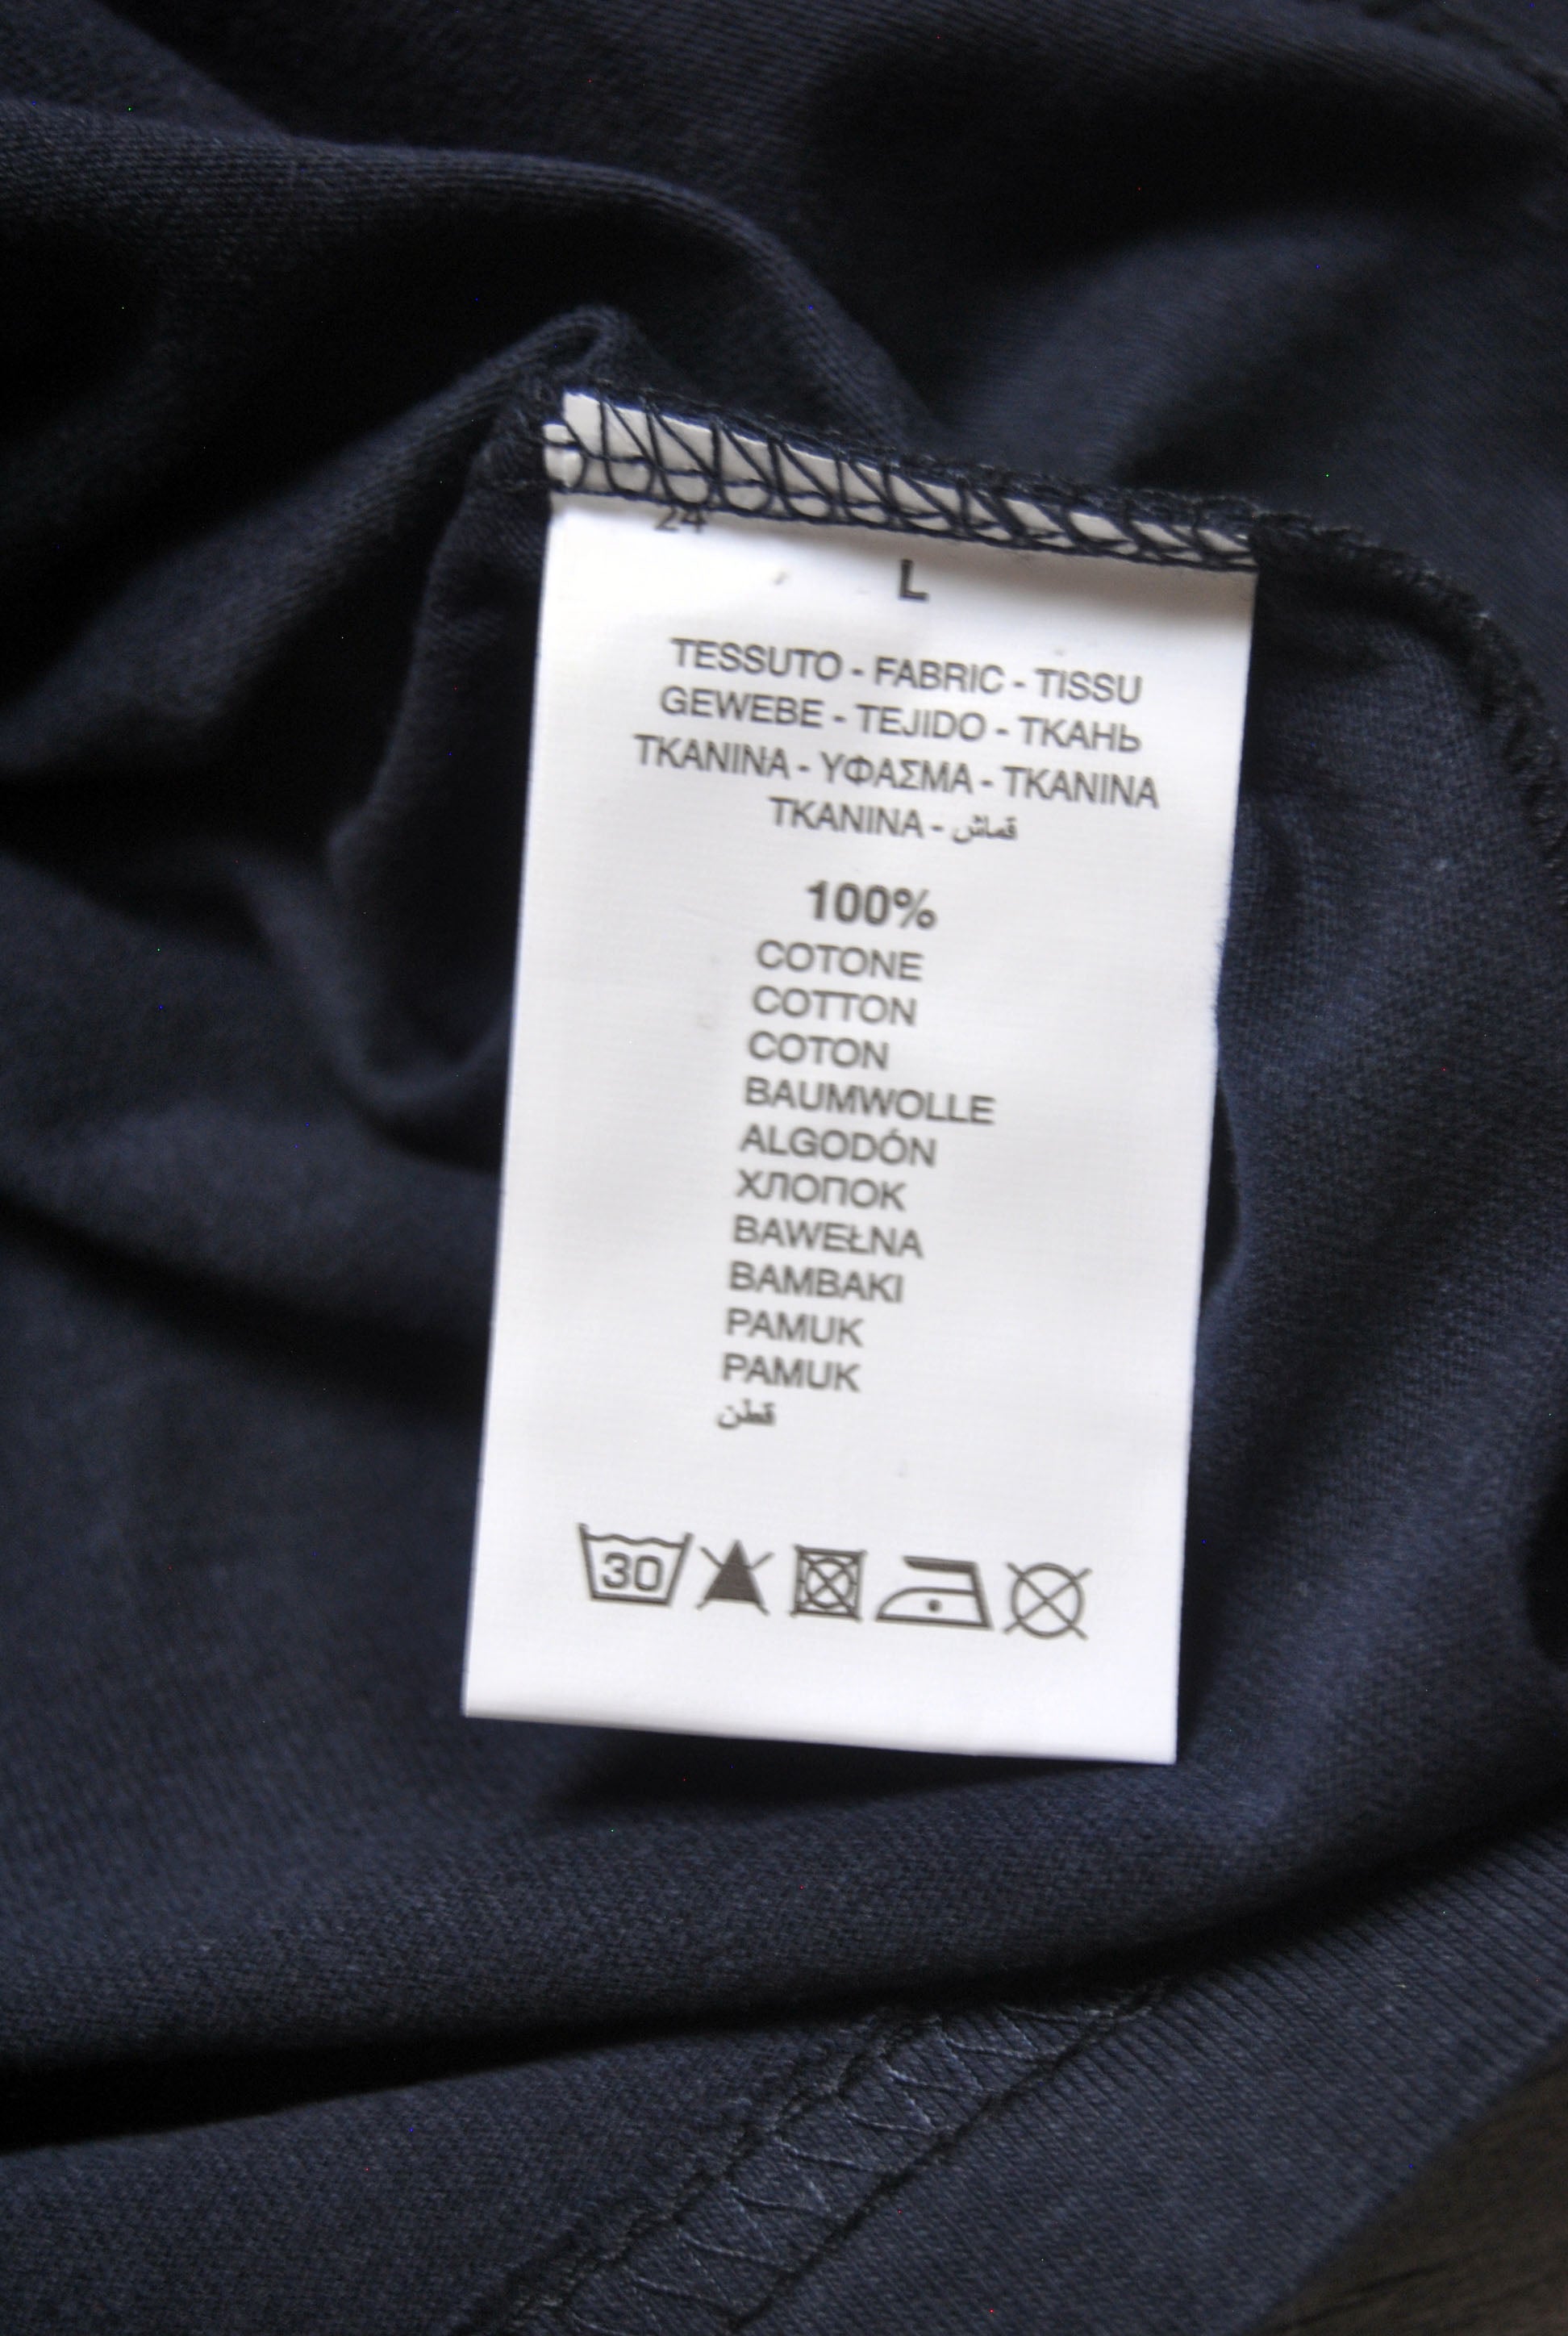 24
L
TESSUTO - FABRIC - TISSU
GEWEBE - TEJIDO - ТКАНЬ
TKANINA - ΥΦΑΣΜΑ - TKANINA
TKANINA - قماش
100%
COTONE
COTTON
COTON
BAUMWOLLE
ALGODÓN
ХЛОПОК
BAWEŁNA
BAMBAKI
PAMUK
PAMUK
قطن
30